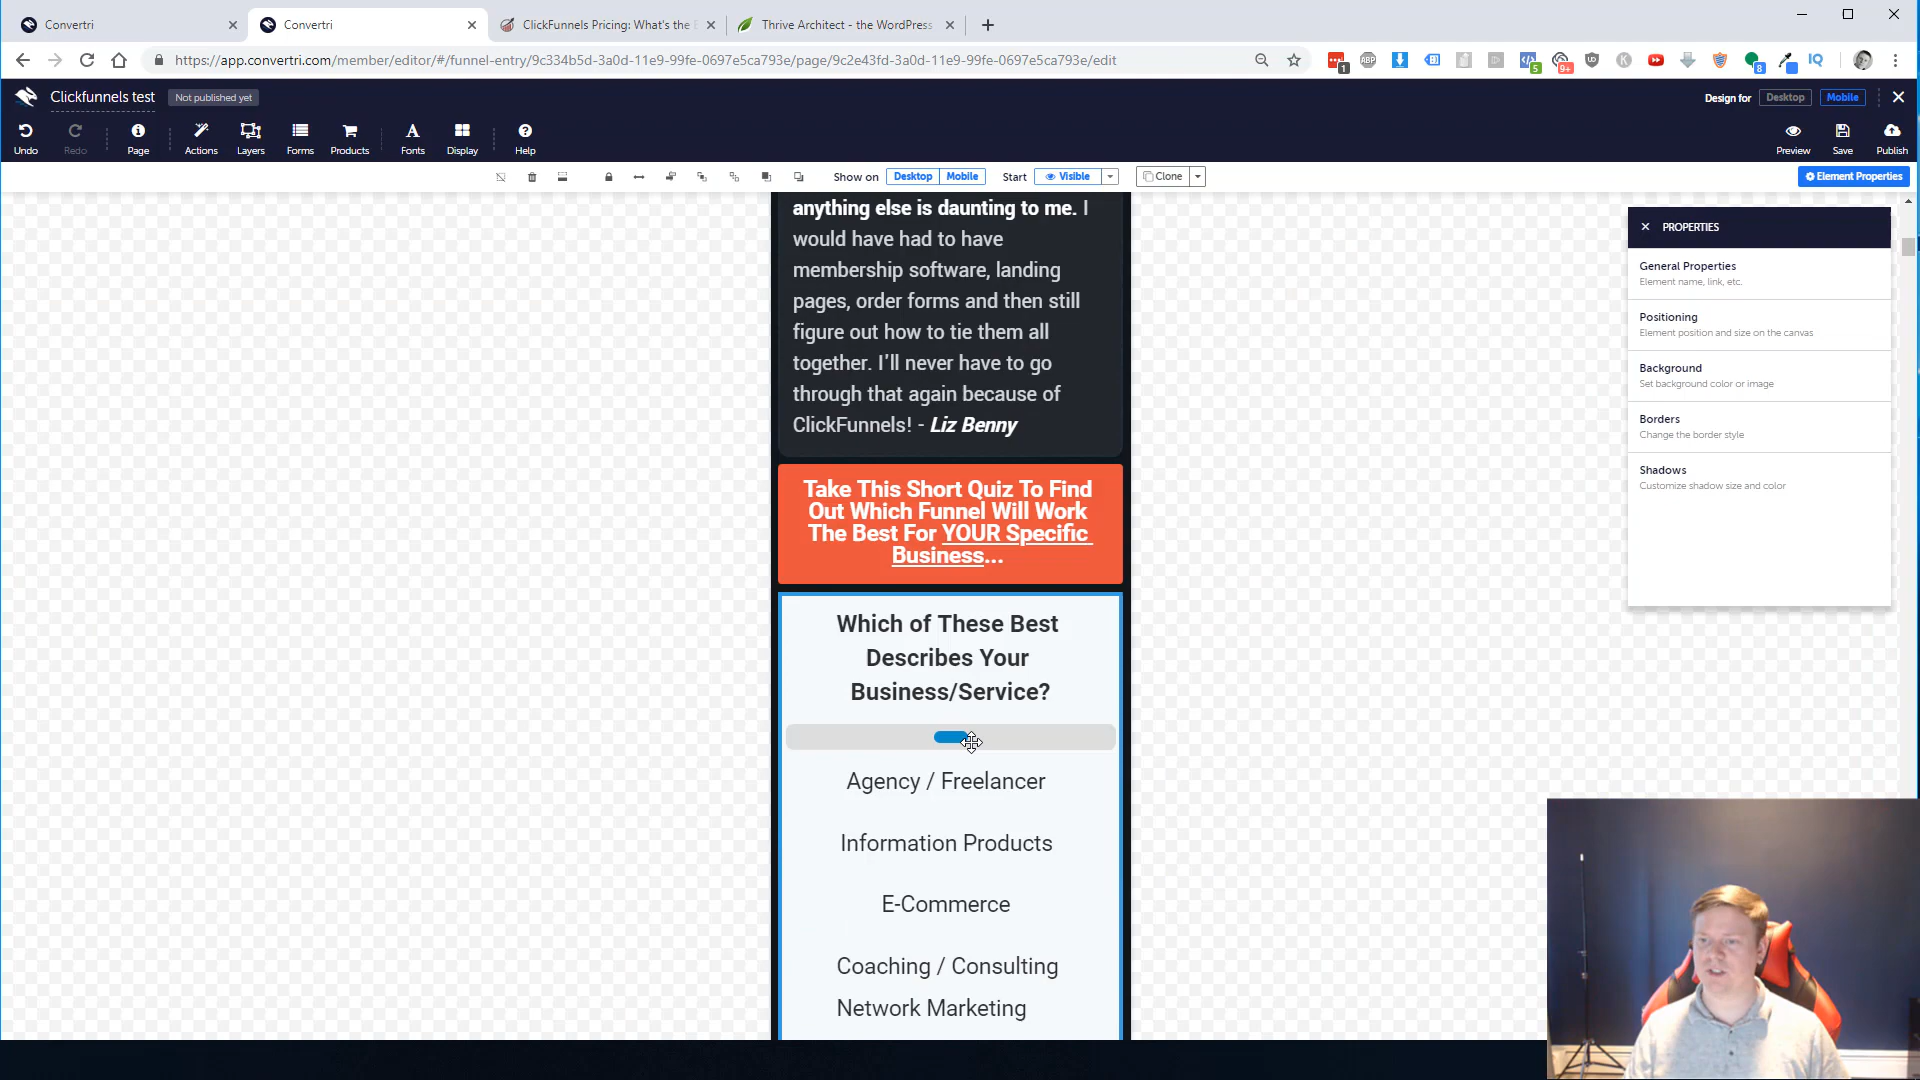 Convertri
Convertri
ClickFunnels Pricing: What's the
Thrive Architect - the WordPress
https://app.convertri.com/member/editor/#/funnel-entry/9c334b5d-3a0d-11e9-99fe-0697e5ca793e/page/9c2e43fd-3a0d-11e9-99fe-0697e5ca793e/edit
1
ABP
5
9+
UD
K
8
IQ
Clickfunnels test
Not published yet
Design for
Desktop
Mobile
Undo
Redo
Page
Actions
Layers
Forms
Products
Fonts
Display
Help
Preview
Save
Publish
Show on
Desktop
Mobile
Start
Visible
Clone
Element Properties
anything else is daunting to me. I
would have had to have
membership software, landing
pages, order forms and then still
figure out how to tie them all
together. I'll never have to go
through that again because of
ClickFunnels! - Liz Benny
Take This Short Quiz To Find
Out Which Funnel Will Work
The Best For YOUR Specific
Business...
Which of These Best
Describes Your
Business/Service?
Agency / Freelancer
Information Products
E-Commerce
Coaching / Consulting
Network Marketing
PROPERTIES
General Properties
Element name, link, etc.
Positioning
Element position and size on the canvas
Background
Set background color or image
Borders
Change the border style
Shadows
Customize shadow size and color